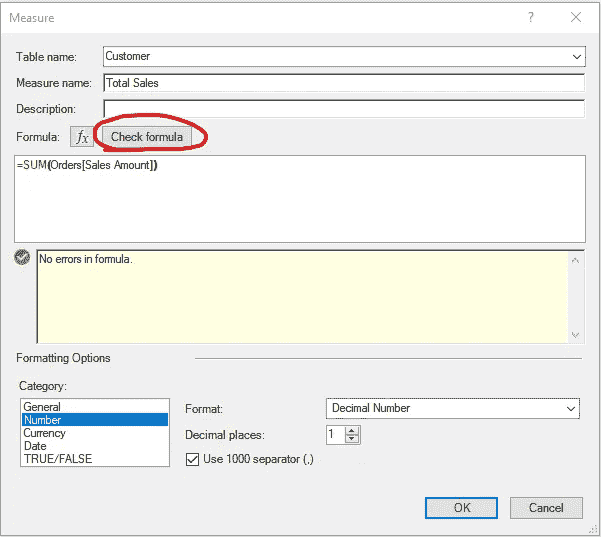 Measure
?
Table name: Customer
Measure name: Total Sales
Description:
Formula: fx Check formula
=SUM(Orders[Sales Amount])
No errors in formula.
Formatting Options
Category:
General
Number
Currency
Date
TRUE/FALSE
Format: Decimal Number
Decimal places: 1
Use 1000 separator (,)
OK Cancel